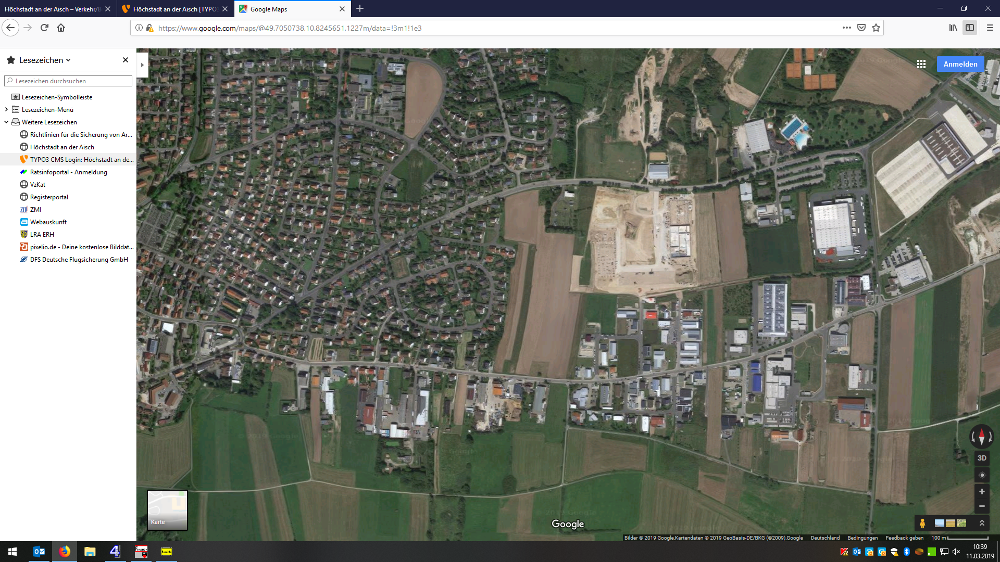 Höchstadt an der Aisch – Verkehr/B
Höchstadt an der Aisch [TYPO3
Google Maps
https://www.google.com/maps/@49.7050738,10.8245651,1227m/data=!3m1!1e3
Lesezeichen
Lesezeichen durchsuchen
Lesezeichen-Symbolleiste
Lesezeichen-Menü
Weitere Lesezeichen
Richtlinien für die Sicherung von Ar...
Höchstadt an der Aisch
TYPO3 CMS Login: Höchstadt an de...
Ratsinfoportal - Anmeldung
VzKat
Registerportal
ZMI
Webauskunft
LRA ERH
pixelio.de - Deine kostenlose Bilddat...
DFS Deutsche Flugsicherung GmbH
Anmelden
3D
Karte
Google
Bilder © 2019 Google,Kartendaten © 2019 GeoBasis-DE/BKG (©2009),Google Deutschland Bedingungen Feedback geben 100 m
10:39
11.03.2019